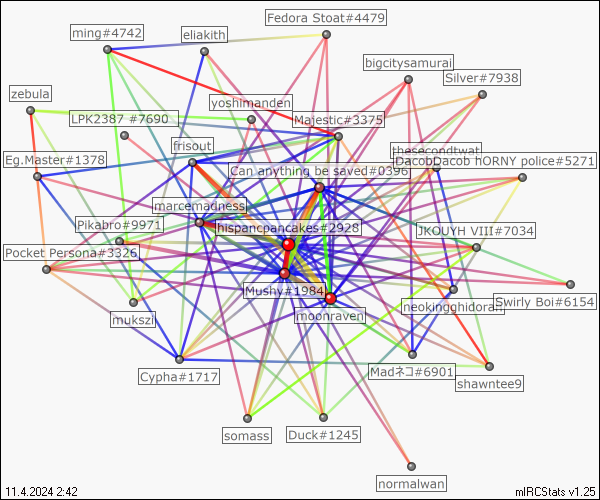 Fedora Stoat#4479
ming#4742
eliakith
bigcitysamurai
Silver#7938
zebula
yoshimanden
LPK2387 #7690
Majestic#3375
frisout
thesecondtwat
Eg.Master#1378
DacobDacob hORNY police#5271
Can anything be saved#0396
marcemadness
Pikabro#9971
hispancpancakes#2928
JKOUYH VIII#7034
Pocket Persona#3326
Mushy#1984
neokingghidorah
Swirly Boi#6154
mukszil
moonraven
Cypha#1717
Madネコ#6901
shawntee9
somass
Duck#1245
normalwan
11.4.2024 2:42
mIRCStats v1.25